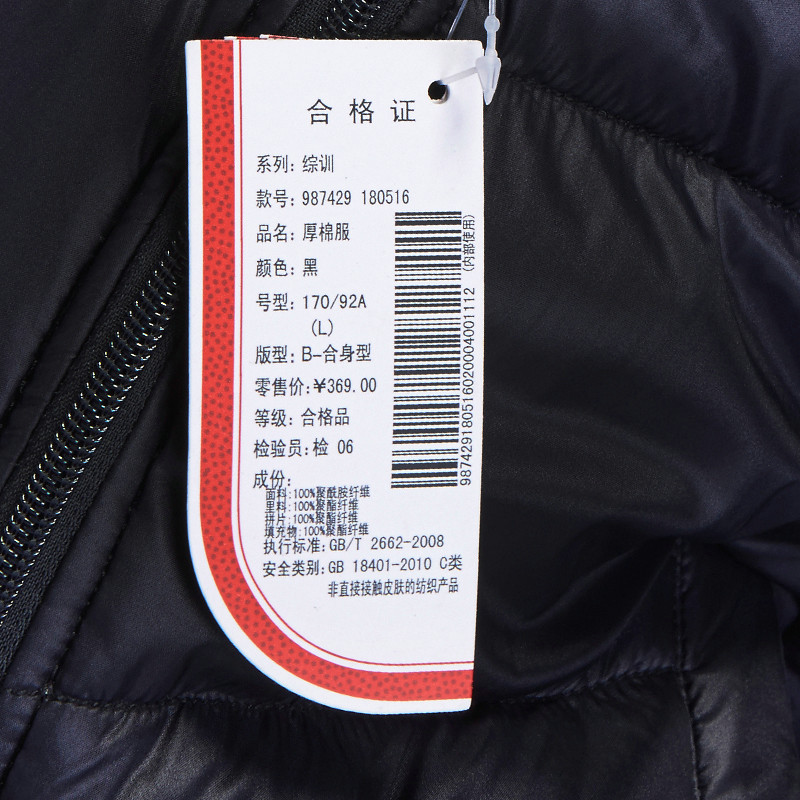 合格证
系列: 综训
款号: 987429 180516
品名: 厚棉服
颜色: 黑
号型: 170/92A
(L)
版型: B-合身型
零售价: ¥369.00
等级: 合格品
检验员: 检 06
成份:
面料:100%聚酰胺纤维
里料:100%聚酯纤维
拼片:100%聚酯纤维
填充物:100%聚酯纤维
执行标准: GB/T 2662-2008
安全类别: GB 18401-2010 C类
非直接接触皮肤的纺织产品
98742918051602000400​1112 (内部使用)